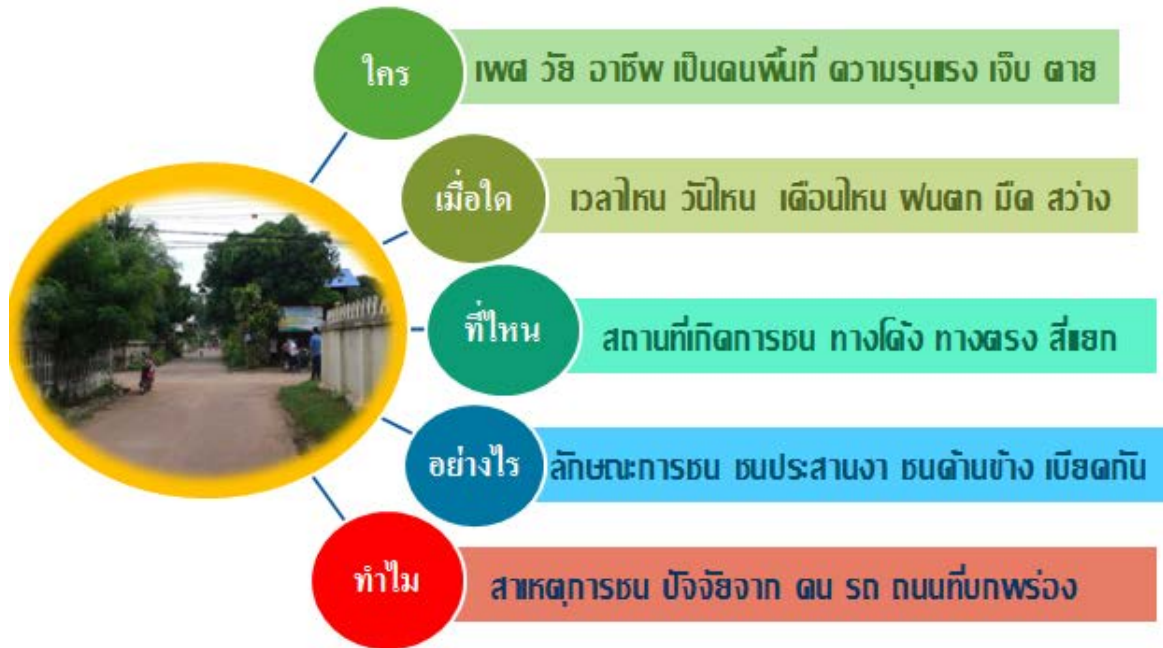 ใคร
เพศ วัย อาชีพ เป็นคนพื้นที่ ความรุนแรง เจ็บ ตาย
เมื่อใด
เวลาไหน วันไหน เดือนไหน ฝนตก มืด สว่าง
ที่ไหน
สถานที่เกิดการชน ทางโค้ง ทางตรง สี่แยก
อย่างไร
ลักษณะการชน ชนประสานงา ชนด้านข้าง เบียดกัน
ทำไม
สาเหตุการชน ปัจจัยจาก คน รถ ถนนที่บกพร่อง